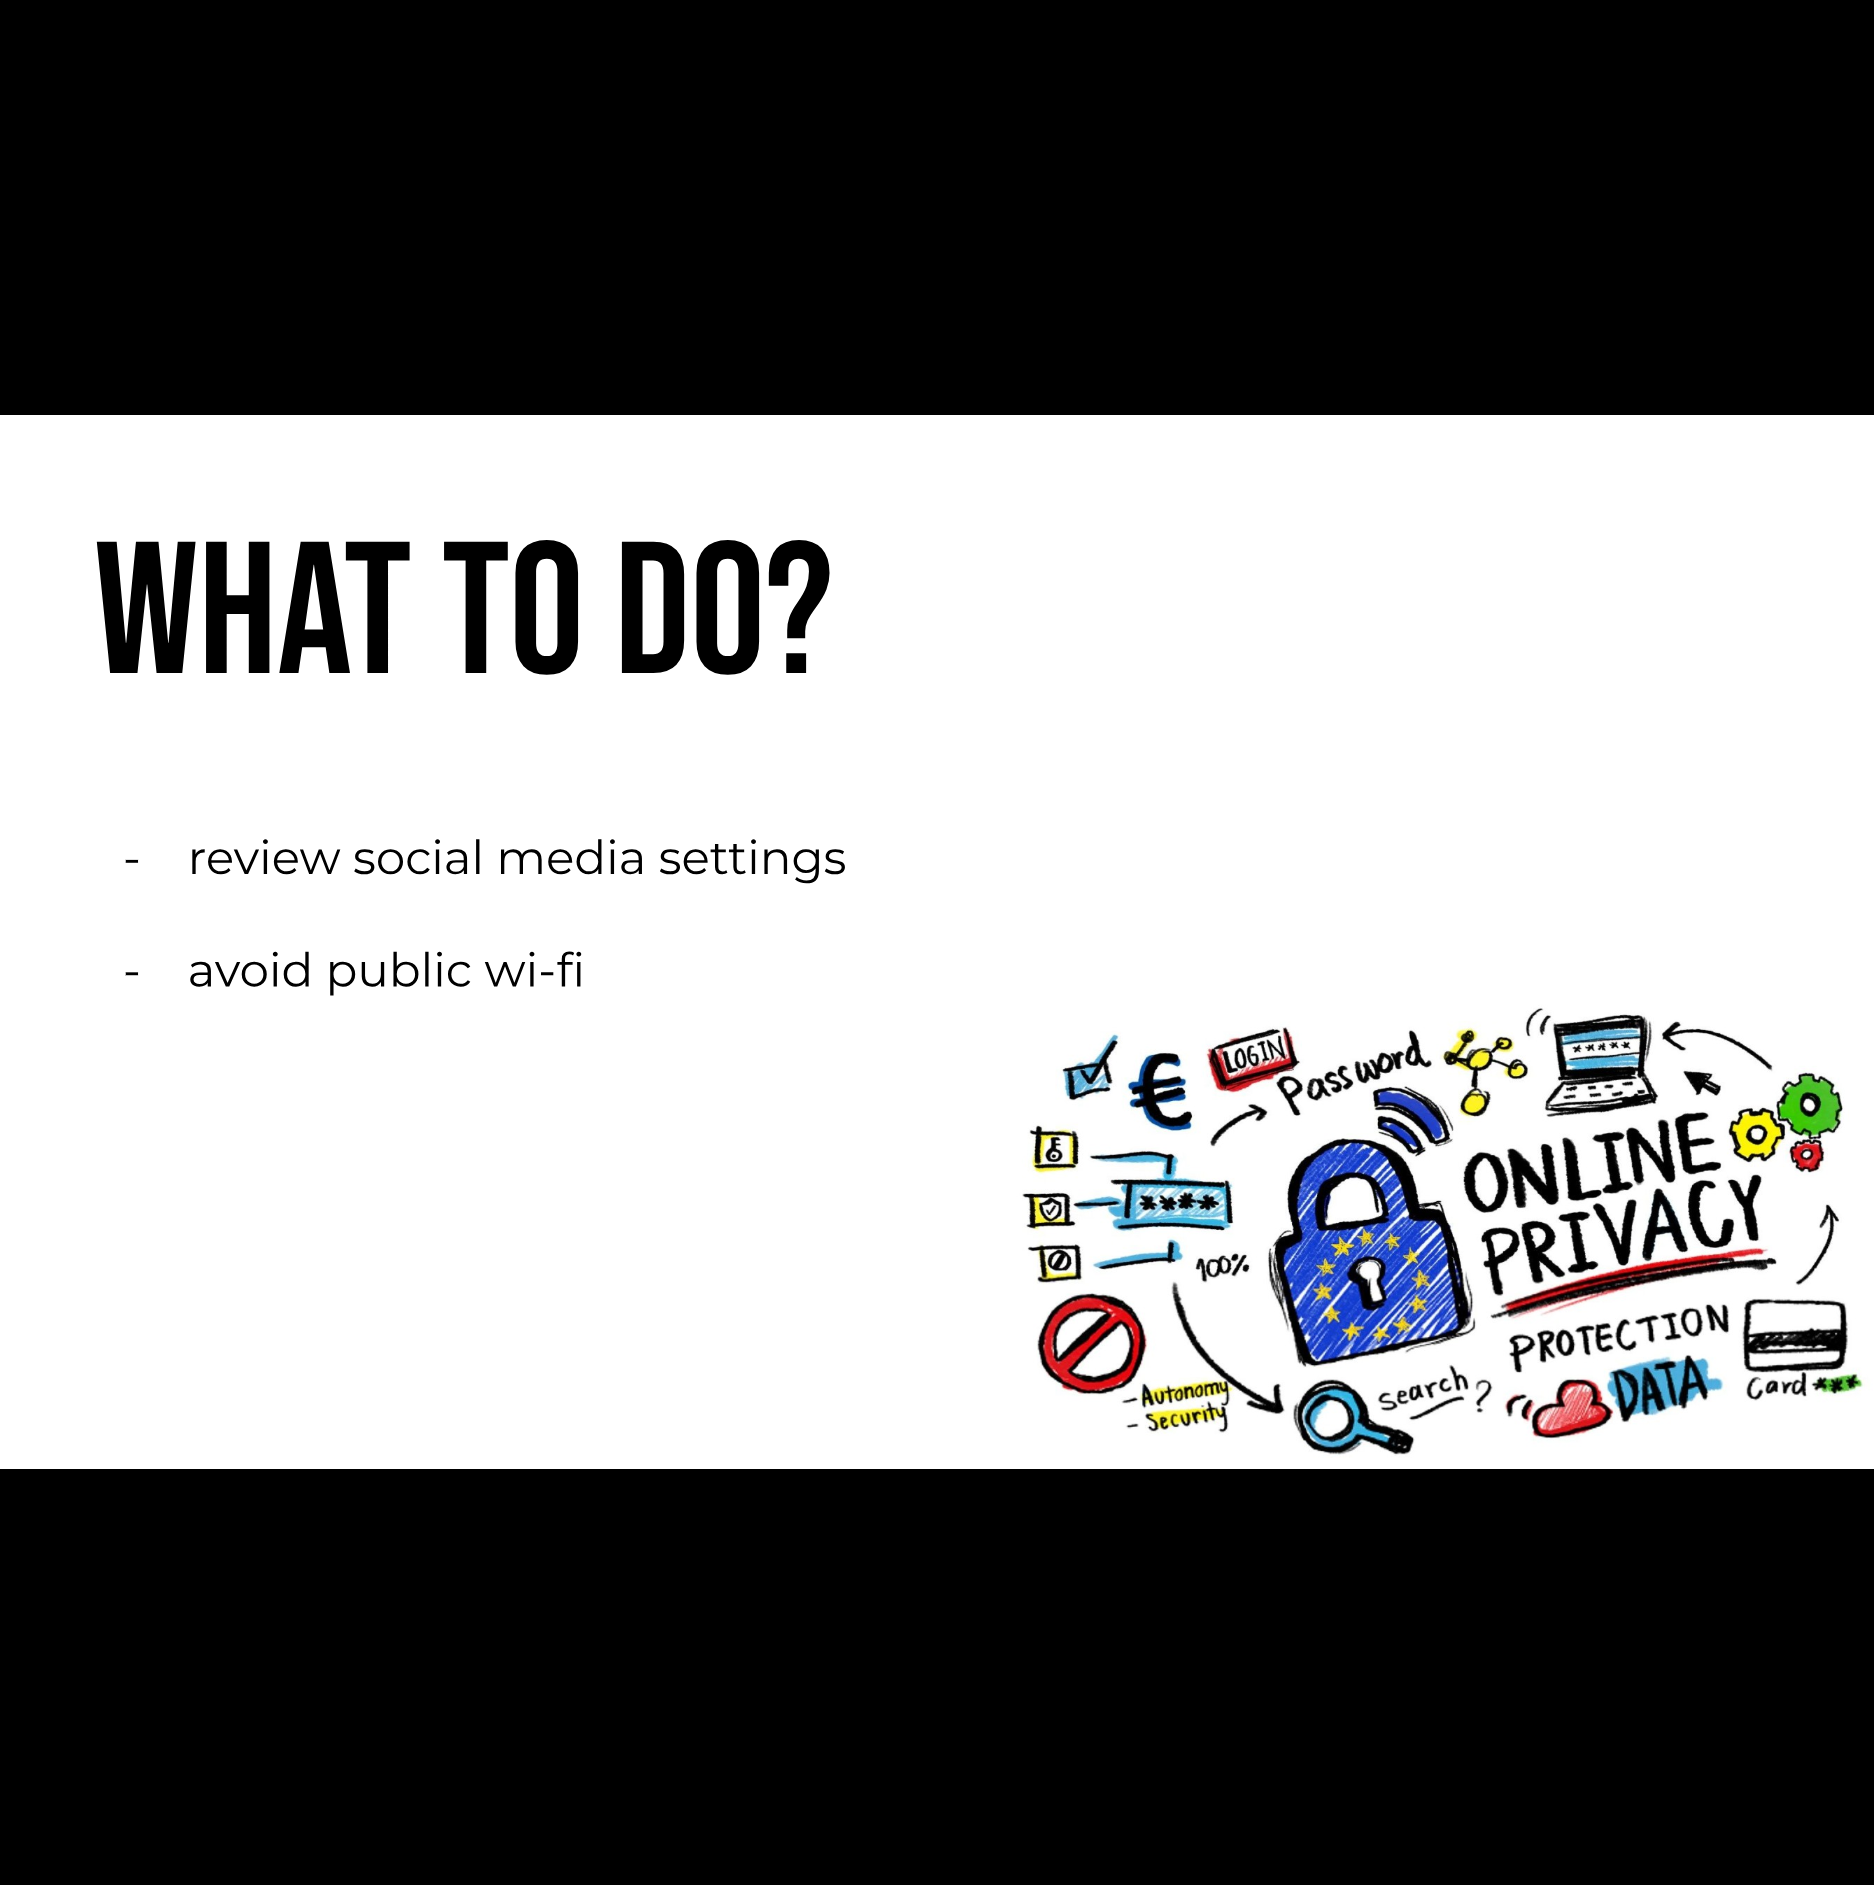 WHAT TO DO?
- review social media settings
- avoid public wi-fi
LOGIN
Password
*****
ONLINE
PRIVACY
****
100%
PROTECTION
DATA
Card ***
search?
- Autonomy
- Security
€